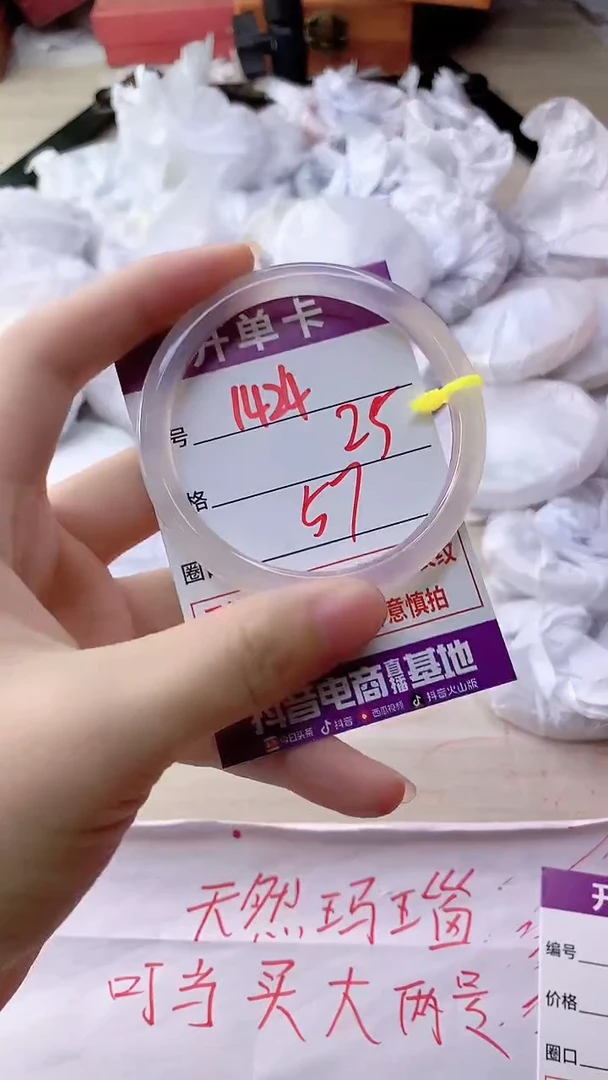 开单卡
号 1424
格 25
圈 57
意慎拍
抖音电商直播基地
今日头条 抖音 西瓜视频 抖音火山版
天然玛瑙
叮当买大两号
开
编号
价格
圈口